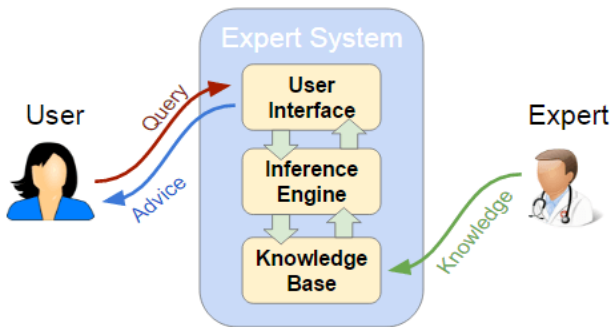 Expert System
User
Interface
User
Query
Advice
Inference
Engine
Expert
Knowledge
Knowledge
Base